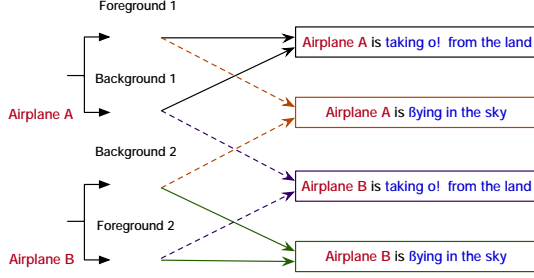 Foreground 1
Airplane A is taking o! from the land
Background 1
Airplane A is ßying in the sky
Airplane A
Background 2
Airplane B is taking o! from the land
Foreground 2
Airplane B is ßying in the sky
Airplane B